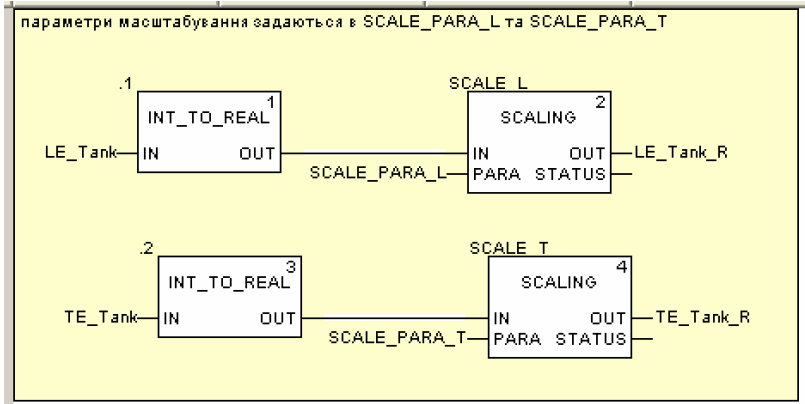 параметри масштабування задаються в SCALE_PARA_L та SCALE_PARA_T
.1 SCALE_L
1 2
INT_TO_REAL SCALING
LE_Tank IN OUT IN OUT LE_Tank_R
SCALE_PARA_L PARA STATUS
.2 SCALE_T
3 4
INT_TO_REAL SCALING
TE_Tank IN OUT IN OUT TE_Tank_R
SCALE_PARA_T PARA STATUS